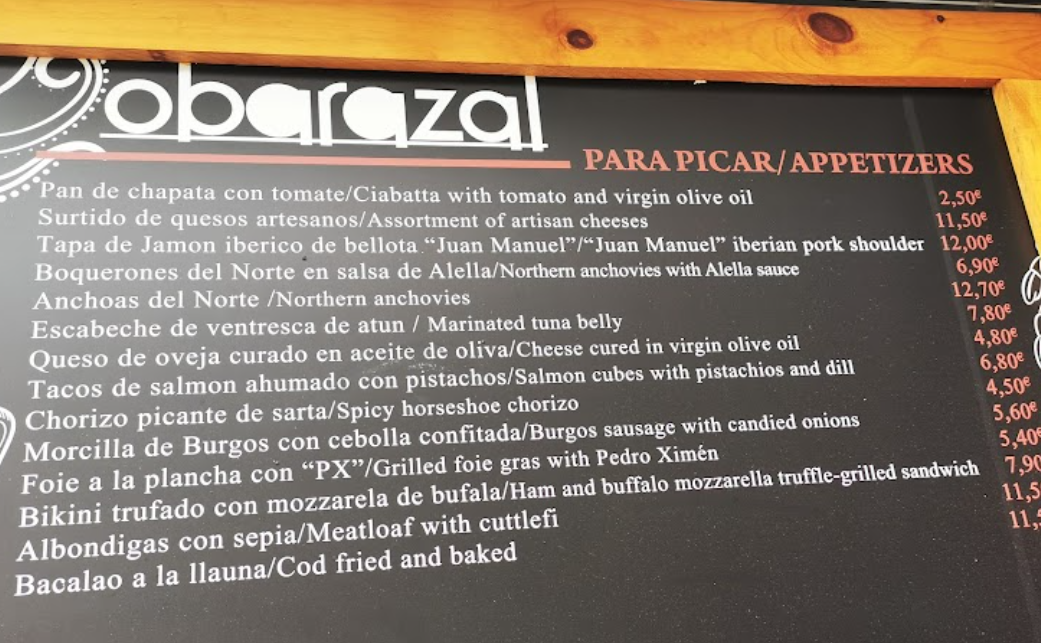 obarazal
PARA PICAR/APPETIZERS
Pan de chapata con tomate/Ciabatta with tomato and virgin olive oil 2,50€
Surtido de quesos artesanos/Assortment of artisan cheeses 11,50€
Tapa de Jamon iberico de bellota “Juan Manuel”/“Juan Manuel” iberian pork shoulder 12,00€
Boquerones del Norte en salsa de Alella/Northern anchovies with Alella sauce 6,90€
Anchoas del Norte /Northern anchovies 12,70€
Escabeche de ventresca de atun / Marinated tuna belly 7,80€
Queso de oveja curado en aceite de oliva/Cheese cured in virgin olive oil 4,80€
Tacos de salmon ahumado con pistachos/Salmon cubes with pistachios and dill 6,80€
Chorizo picante de sarta/Spicy horseshoe chorizo 4,50€
Morcilla de Burgos con cebolla confitada/Burgos sausage with candied onions 5,60€
Foie a la plancha con “PX”/Grilled foie gras with Pedro Ximén 5,40€
Bikini trufado con mozzarela de bufala/Ham and buffalo mozzarella truffle-grilled sandwich 7,90
Albondigas con sepia/Meatloaf with cuttlefi 11,5
Bacalao a la llauna/Cod fried and baked 11,5